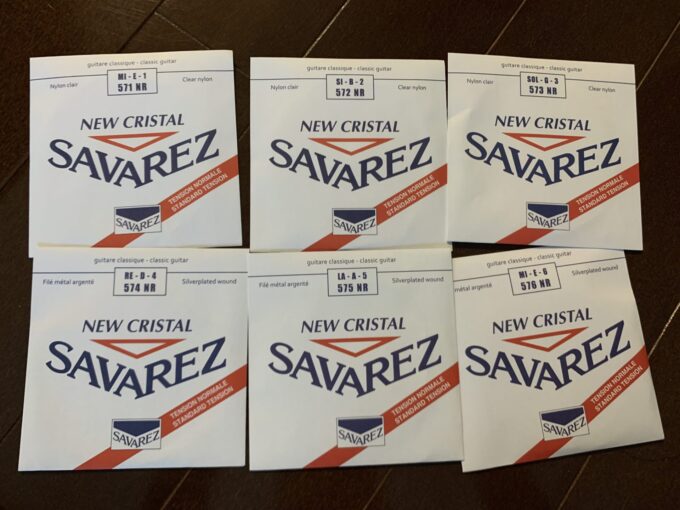 guitare classique - classic guitar
MI - E - 1
571 NR
Nylon clair
Clear nylon
NEW CRISTAL
SAVAREZ
TENSION NORMALE
STANDARD TENSION
SAVAREZ
guitare classique - classic guitar
SI - B - 2
572 NR
Nylon clair
Clear nylon
NEW CRISTAL
SAVAREZ
TENSION NORMALE
STANDARD TENSION
SAVAREZ
guitare classique - classic guitar
SOL - G - 3
573 NR
Nylon clair
Clear nylon
NEW CRISTAL
SAVAREZ
TENSION NORMALE
STANDARD TENSION
SAVAREZ
guitare classique - classic guitar
RE - D - 4
574 NR
Filé métal argenté
Silverplated wound
NEW CRISTAL
SAVAREZ
TENSION NORMALE
STANDARD TENSION
SAVAREZ
guitare classique - classic guitar
LA - A - 5
575 NR
Filé métal argenté
Silverplated wound
NEW CRISTAL
SAVAREZ
TENSION NORMALE
STANDARD TENSION
SAVAREZ
guitare classique - classic guitar
MI - E - 6
576 NR
métal argenté
Silverplated wound
NEW CRISTAL
SAVAREZ
TENSION NORMALE
STANDARD TENSION
SAVAREZ